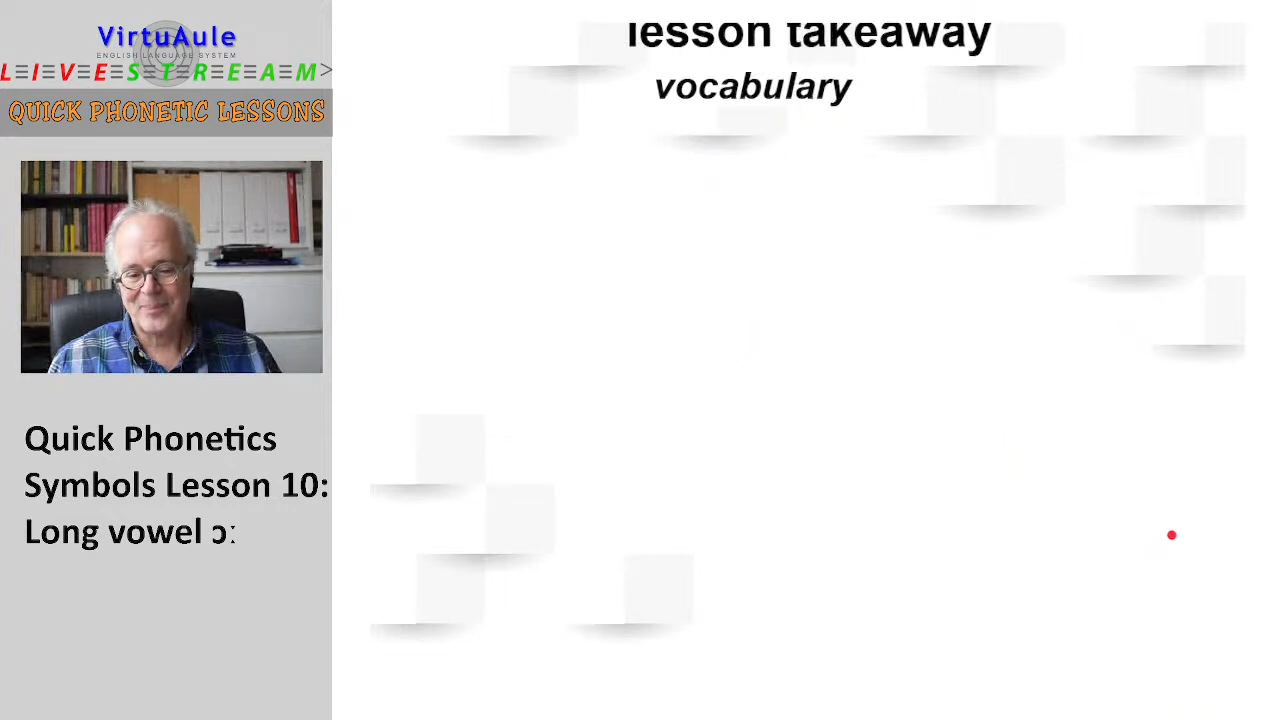 VirtuAule
ENGLISH LANGUAGE SYSTEM
L≡I≡V≡E≡S≡T≡R≡E≡A≡M>
QUICK PHONETIC LESSONS
Quick Phonetics
Symbols Lesson 10:
Long vowel ɔː
lesson takeaway
vocabulary